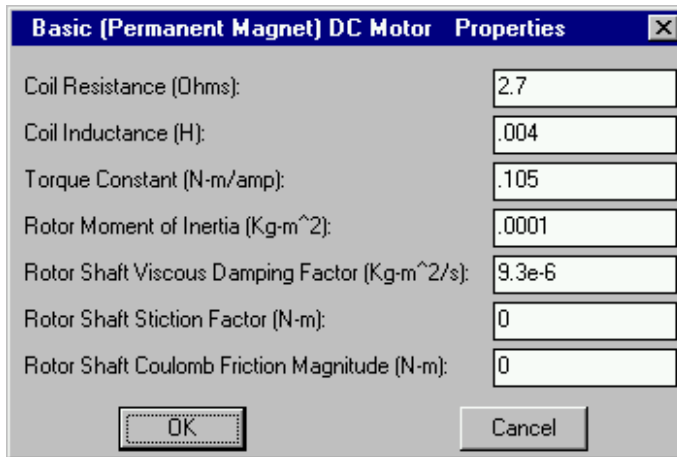 Basic (Permanent Magnet) DC Motor Properties
Coil Resistance (Ohms): 2.7
Coil Inductance (H): .004
Torque Constant (N-m/amp): .105
Rotor Moment of Inertia (Kg-m^2): .0001
Rotor Shaft Viscous Damping Factor (Kg-m^2/s): 9.3e-6
Rotor Shaft Stiction Factor (N-m): 0
Rotor Shaft Coulomb Friction Magnitude (N-m): 0
OK Cancel